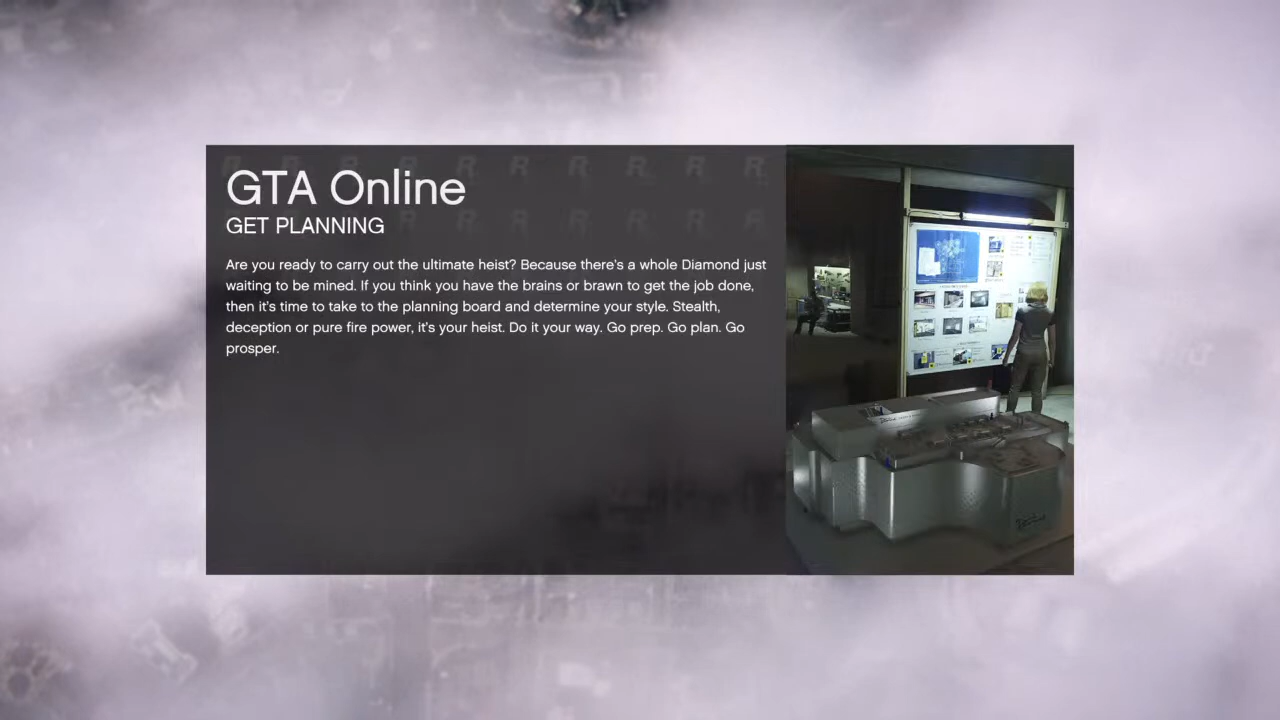 GTA Online
GET PLANNING
Are you ready to carry out the ultimate heist? Because there's a whole Diamond just
waiting to be mined. If you think you have the brains or brawn to get the job done,
then it's time to take to the planning board and determine your style. Stealth,
deception or pure fire power, it's your heist. Do it your way. Go prep. Go plan. Go
prosper.